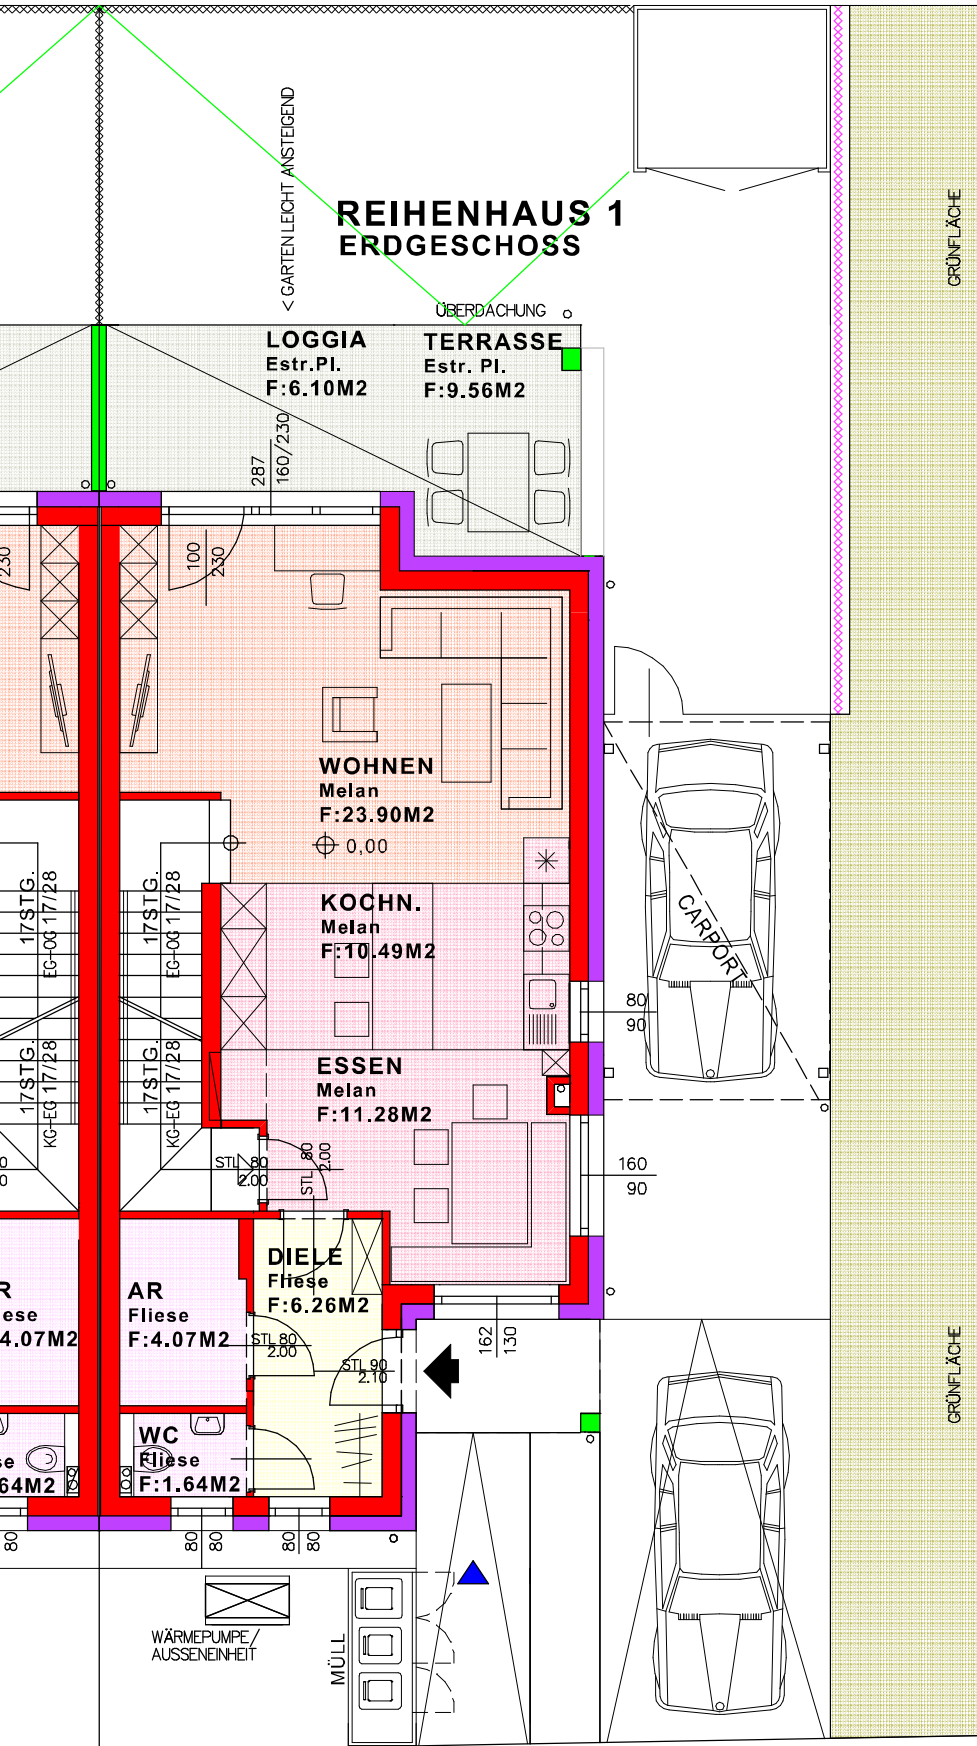 < GARTEN LEICHT ANSTEIGEND
GRÜNFLÄCHE
REIHENHAUS 1
ERDGESCHOSS
ÜBERDACHUNG
LOGGIA
Estr.Pl.
F:6.10M2
TERRASSE
Estr. Pl.
F:9.56M2
287
160/230
230
100
230
WOHNEN
Melan
F:23.90M2
0,00
17STG.
EG-OG 17/28
17STG.
EG-OG 17/28
KOCHN.
Melan
F:10.49M2
CARPORT
80
90
17STG.
KG-EG 17/28
17STG.
KG-EG 17/28
ESSEN
Melan
F:11.28M2
STL 80
2.00
STL 80
2.00
160
90
DIELE
Fliese
F:6.26M2
R
ese
4.07M2
AR
Fliese
F:4.07M2
STL 80
2.00
STL 90
2.10
162
130
GRÜNFLÄCHE
WC
Fliese
F:1.64M2
se
64M2
80
80
80
80
80
WÄRMEPUMPE/
AUSSENEINHEIT
MÜLL